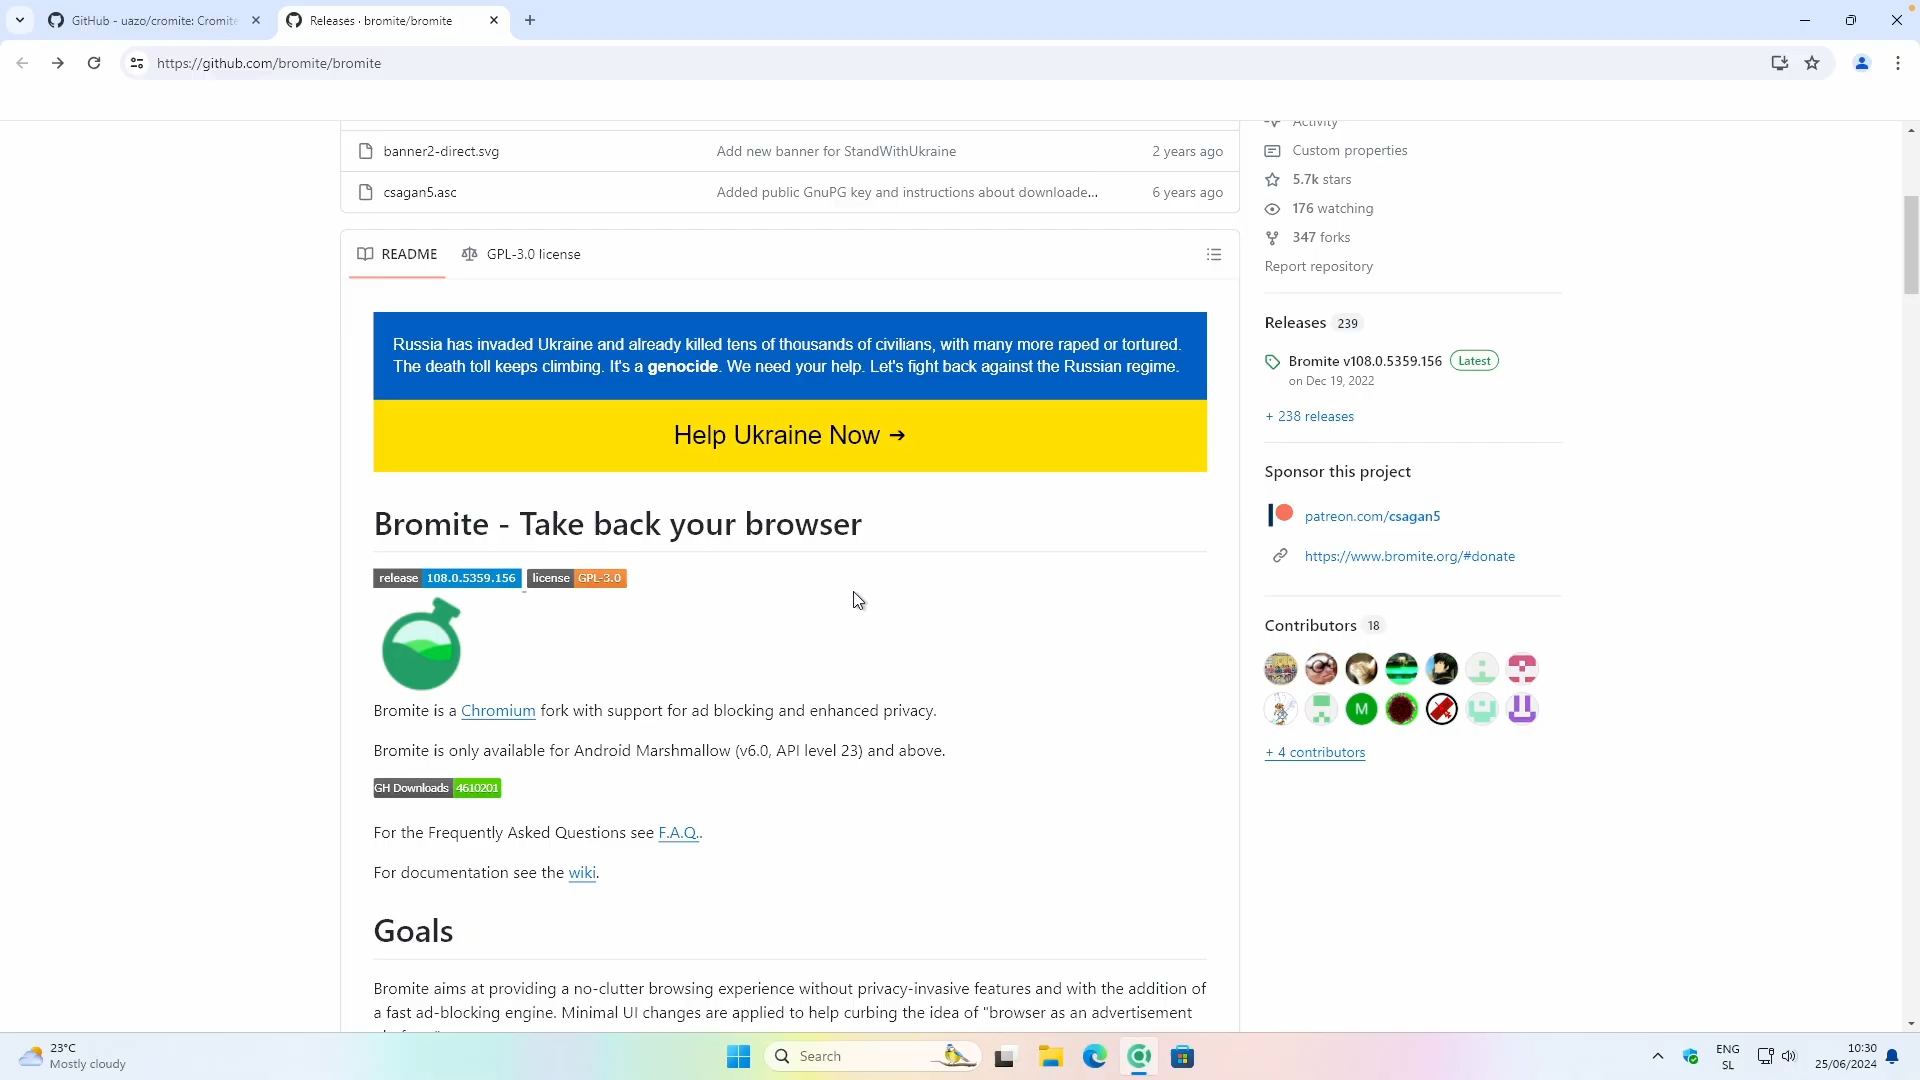 GitHub - uazo/cromite: Cromite
Releases · bromite/bromite
https://github.com/bromite/bromite
banner2-direct.svg Add new banner for StandWithUkraine 2 years ago
csagan5.asc Added public GnuPG key and instructions about downloade... 6 years ago
README GPL-3.0 license
Russia has invaded Ukraine and already killed tens of thousands of civilians, with many more raped or tortured.
The death toll keeps climbing. It's a genocide. We need your help. Let's fight back against the Russian regime.
Help Ukraine Now →
Bromite - Take back your browser
release 108.0.5359.156 license GPL-3.0
Bromite is a Chromium fork with support for ad blocking and enhanced privacy.
Bromite is only available for Android Marshmallow (v6.0, API level 23) and above.
GH Downloads 4610201
For the Frequently Asked Questions see F.A.Q..
For documentation see the wiki.
Goals
Bromite aims at providing a no-clutter browsing experience without privacy-invasive features and with the addition of
a fast ad-blocking engine. Minimal UI changes are applied to help curbing the idea of "browser as an advertisement
Activity
Custom properties
5.7k stars
176 watching
347 forks
Report repository
Releases 239
Bromite v108.0.5359.156 Latest
on Dec 19, 2022
+ 238 releases
Sponsor this project
patreon.com/csagan5
https://www.bromite.org/#donate
Contributors 18
M
+ 4 contributors
23°C
Mostly cloudy
Search
ENG
SL
10:30
25/06/2024